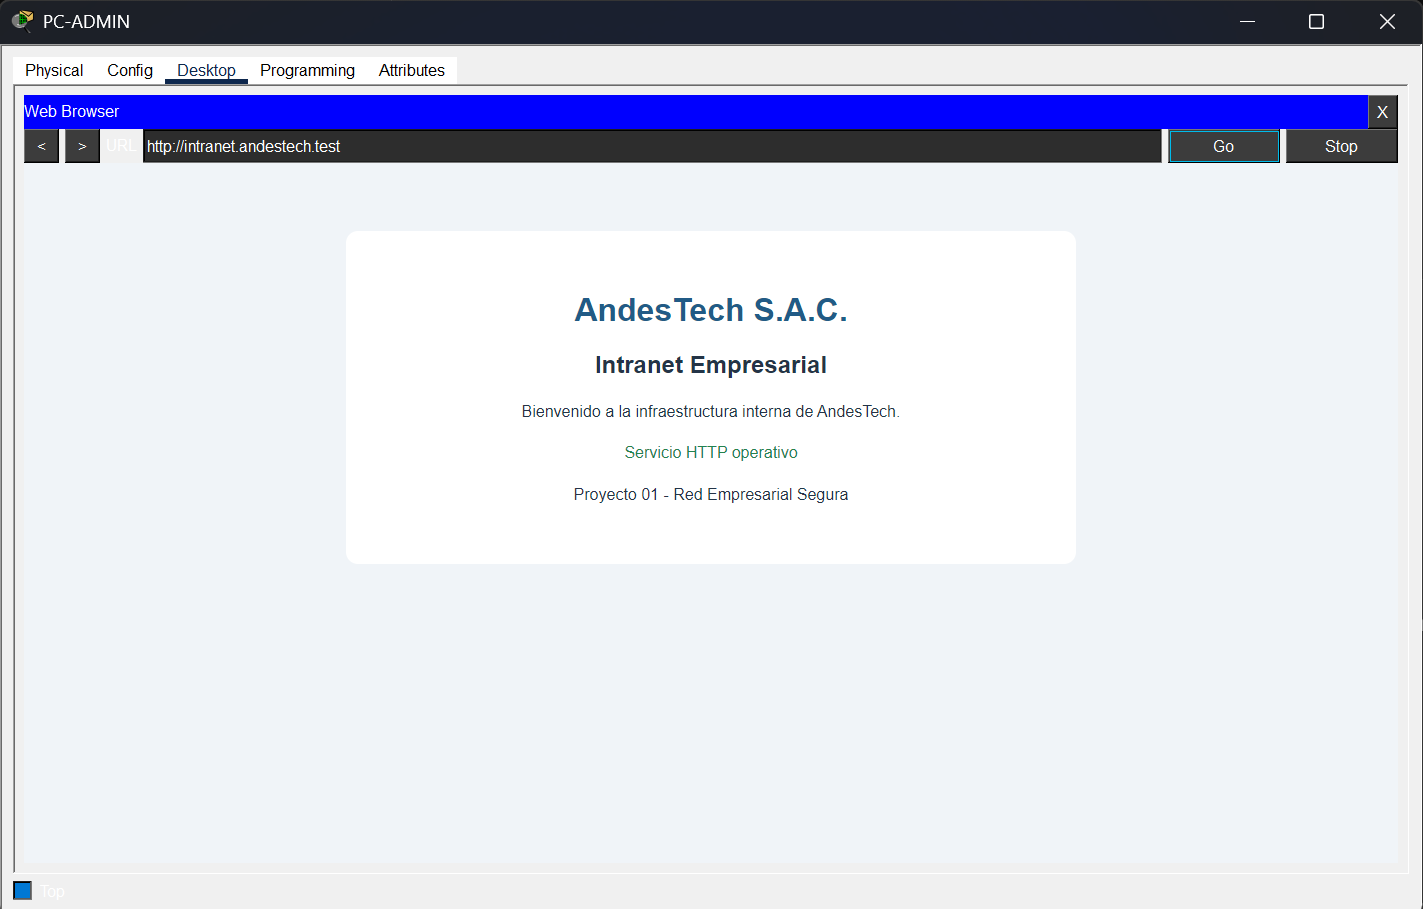 PC-ADMIN
Physical Config Desktop Programming Attributes
Web Browser X
< > URL http://intranet.andestech.test Go Stop
AndesTech S.A.C.
Intranet Empresarial
Bienvenido a la infraestructura interna de AndesTech.
Servicio HTTP operativo
Proyecto 01 - Red Empresarial Segura
Top